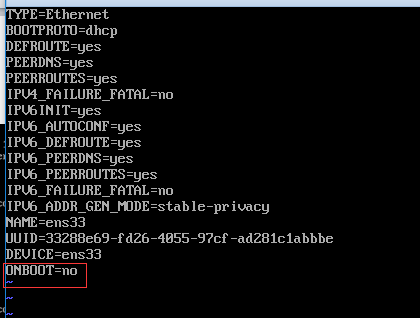 TYPE=Ethernet
BOOTPROTO=dhcp
DEFROUTE=yes
PEERDNS=yes
PEERROUTES=yes
IPV4_FAILURE_FATAL=no
IPV6INIT=yes
IPV6_AUTOCONF=yes
IPV6_DEFROUTE=yes
IPV6_PEERDNS=yes
IPV6_PEERROUTES=yes
IPV6_FAILURE_FATAL=no
IPV6_ADDR_GEN_MODE=stable-privacy
NAME=ens33
UUID=33288e69-fd26-4055-97cf-ad281c1abbbe
DEVICE=ens33
ONBOOT=no
~
~
~